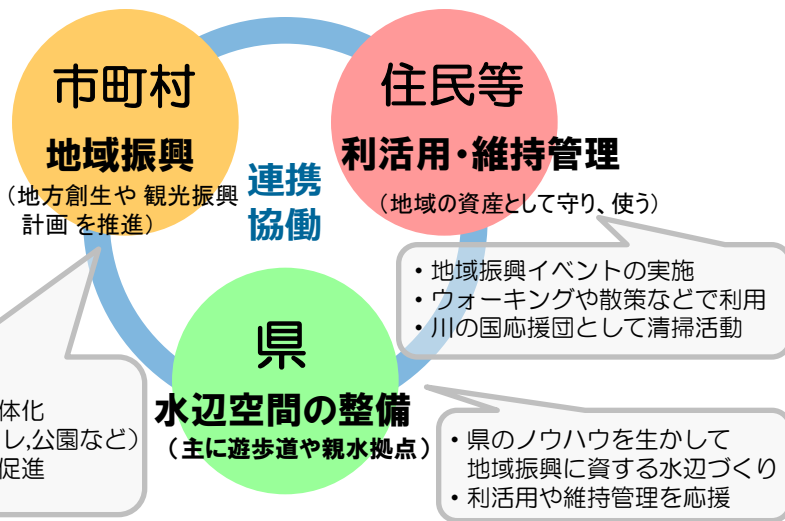 市町村
地域振興
（地方創生や 観光振興
計画 を推進）
住民等
利活用・維持管理
（地域の資産として守り、使う）
連携
協働
・地域振興イベントの実施
・ウォーキングや散策などで利用
・川の国応援団として清掃活動
県
水辺空間の整備
（主に遊歩道や親水拠点）
体化
レ,公園など）
促進
・県のノウハウを生かして
地域振興に資する水辺づくり
・利活用や維持管理を応援